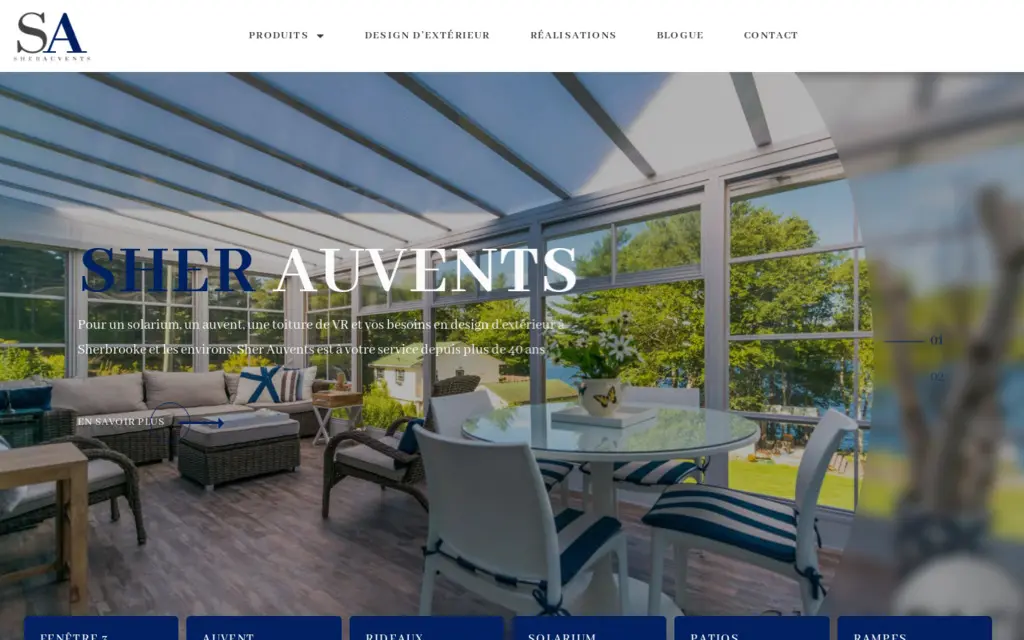 SA
SHERAUVENTS
PRODUITS
DESIGN D'EXTÉRIEUR
RÉALISATIONS
BLOGUE
CONTACT
SHER AUVENTS
Pour un solarium, un auvent, une toiture de VR et vos besoins en design d'extérieur à
Sherbrooke et les environs, Sher Auvents est à votre service depuis plus de 40 ans
EN SAVOIR PLUS
01
02
FENÊTRE 7
AUVENT
RIDEAUX
SOLARIUM
PATIOS
RAMPES